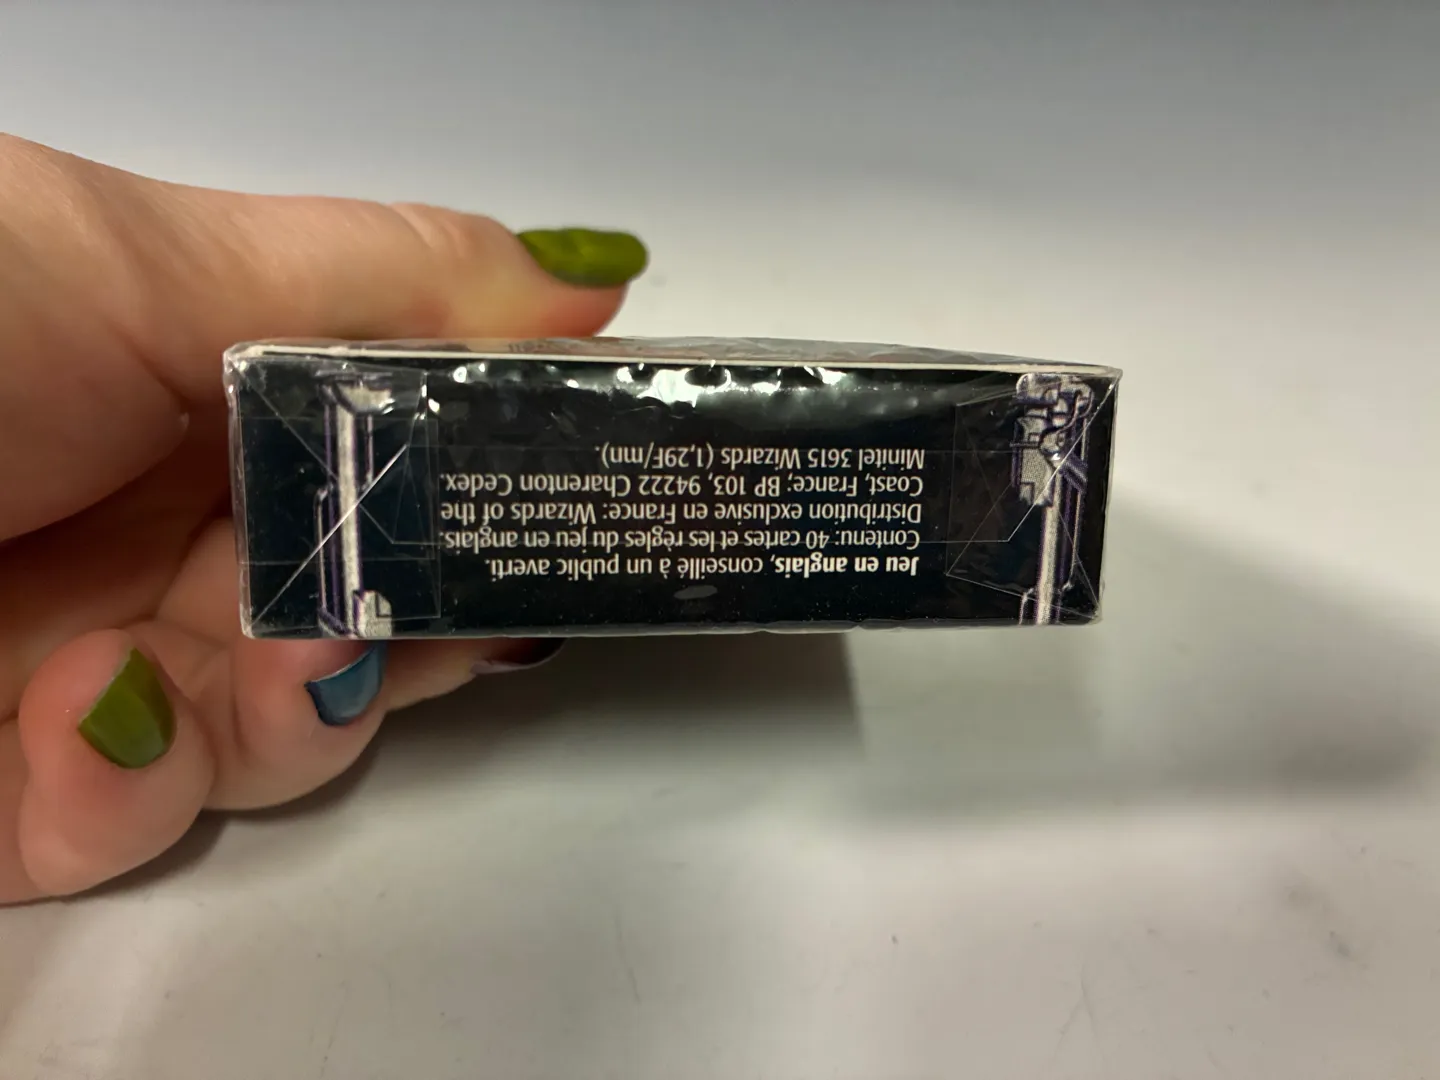 Jeu en anglais, conseillé à un public averti.
Contenu: 40 cartes et les règles du jeu en anglais.
Distribution exclusive en France: Wizards of the
Coast, France; BP 103, 94222 Charenton Cedex.
Minitel 3615 Wizards (1,29F/mn).